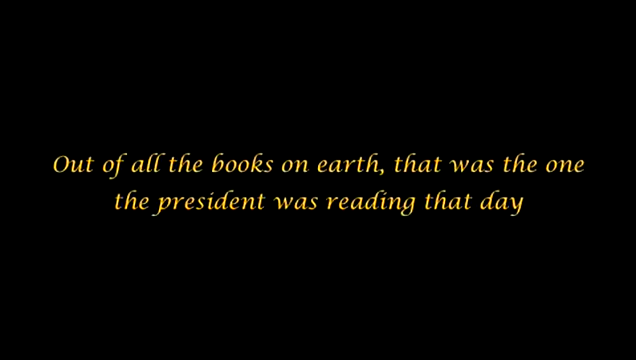 Out of all the books on earth, that was the one
the president was reading that day